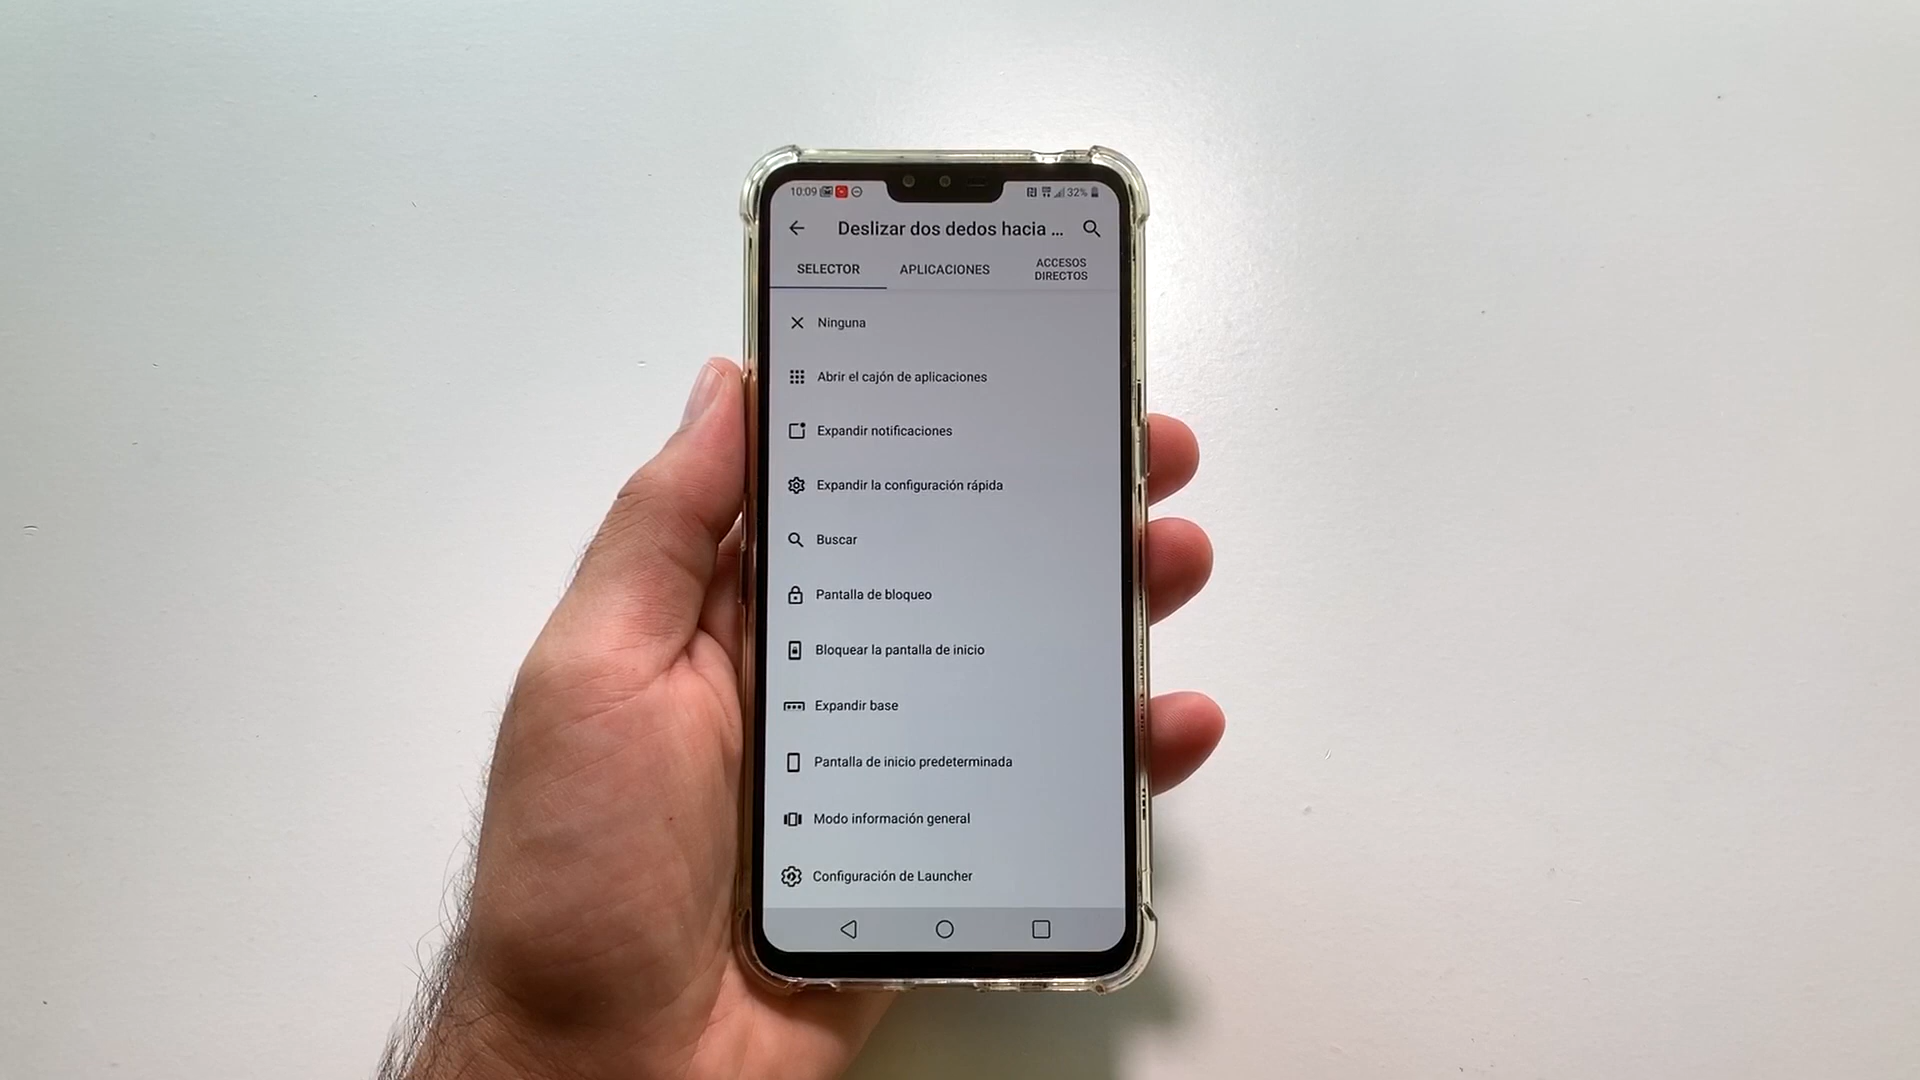 10:09 32%
Deslizar dos dedos hacia ...
SELECTOR APLICACIONES ACCESOS DIRECTOS
Ninguna
Abrir el cajón de aplicaciones
Expandir notificaciones
Expandir la configuración rápida
Buscar
Pantalla de bloqueo
Bloquear la pantalla de inicio
Expandir base
Pantalla de inicio predeterminada
Modo información general
Configuración de Launcher